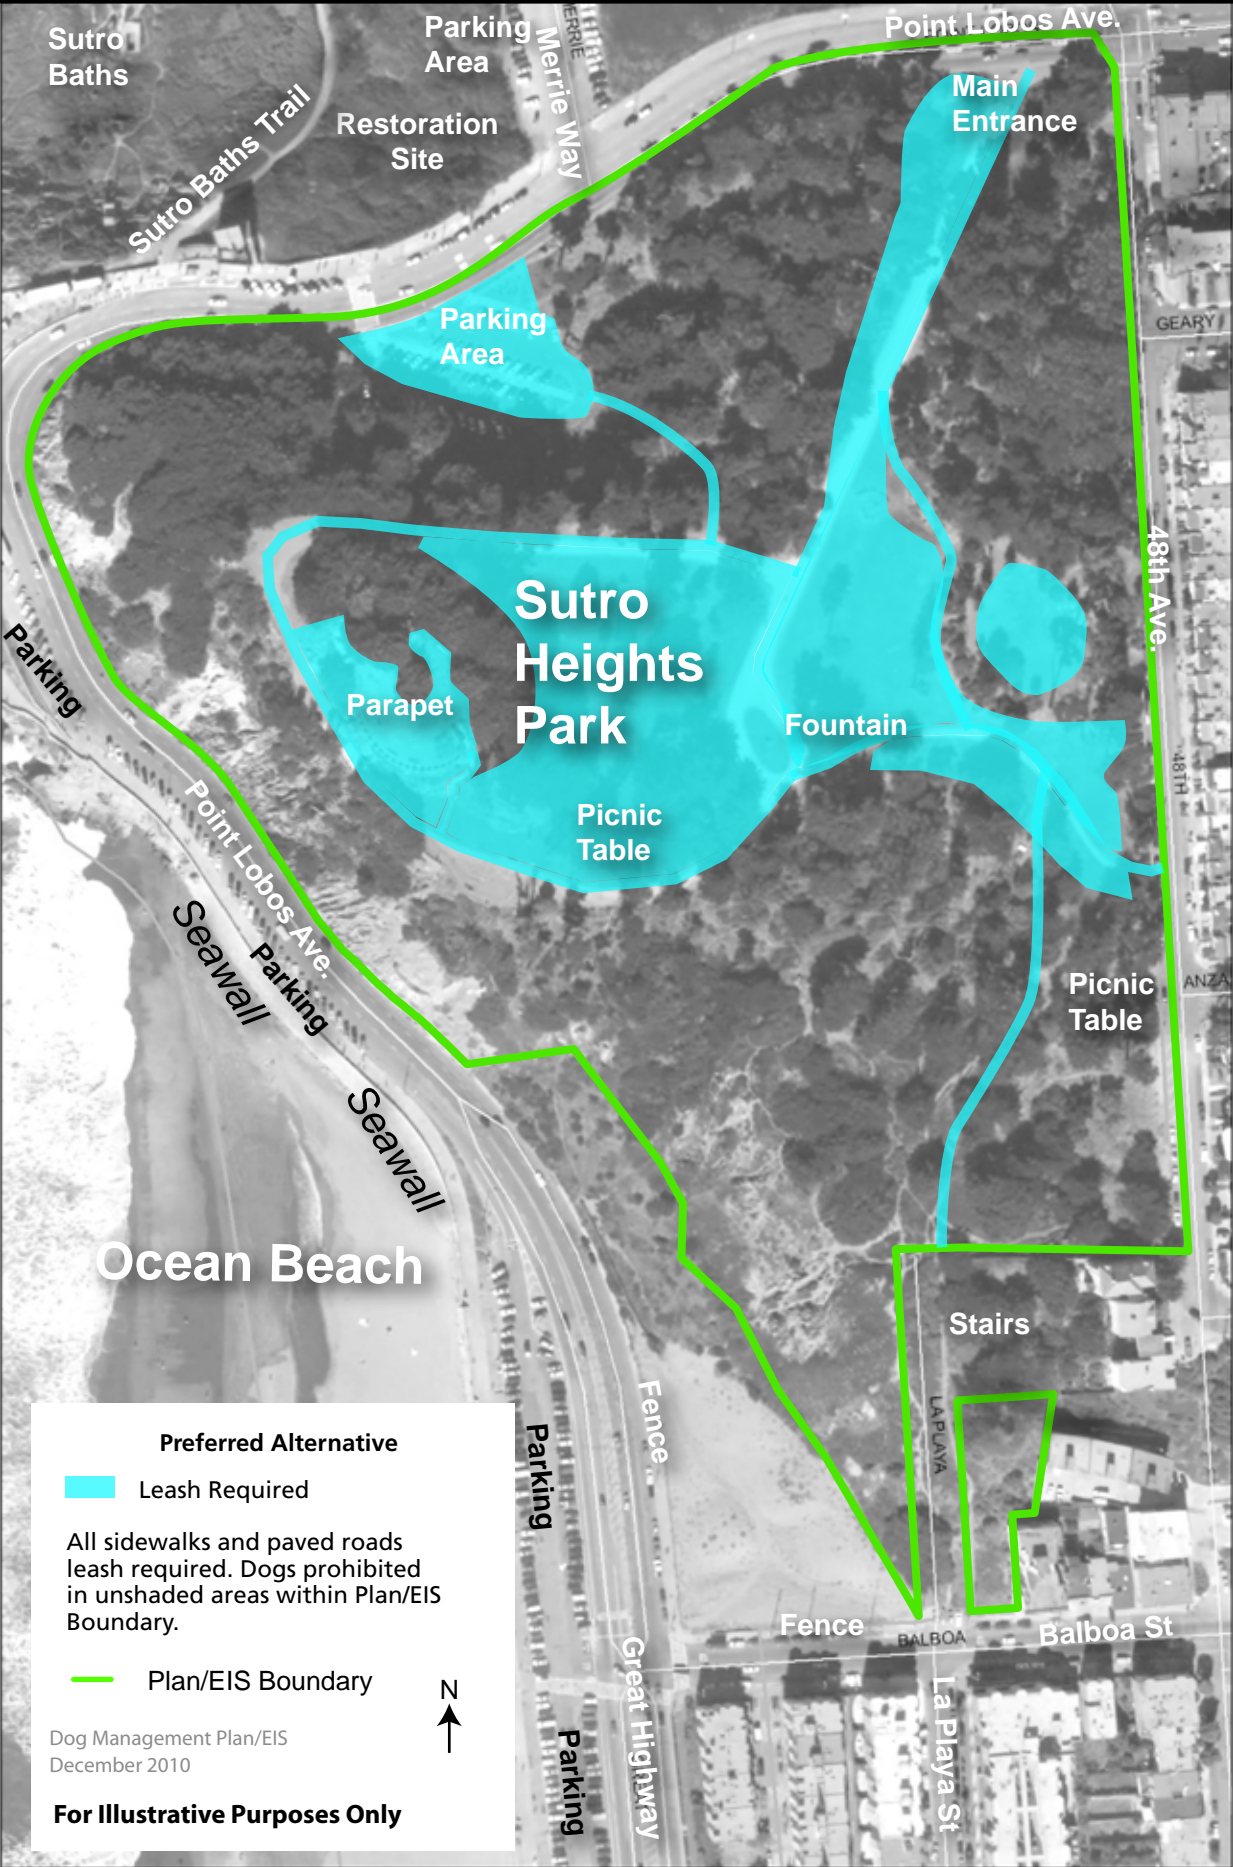 Sutro
Baths
Parking
Area
Merrie Way
MERRIE
Point Lobos Ave.
Main
Entrance
Restoration
Site
Sutro Baths Trail
Parking
Area
GEARY
48th Ave.
48TH
Sutro
Heights
Park
Parking
Parapet
Fountain
Picnic
Table
Point Lobos Ave.
Seawall
Parking
Picnic
Table
ANZA
Seawall
Ocean Beach
Stairs
LA PLAYA
Fence
Parking
Fence
BALBOA
Balboa St
Great Highway
La Playa St
Parking
Preferred Alternative
Leash Required
All sidewalks and paved roads
leash required. Dogs prohibited
in unshaded areas within Plan/EIS
Boundary.
Plan/EIS Boundary
N
Dog Management Plan/EIS
December 2010
For Illustrative Purposes Only